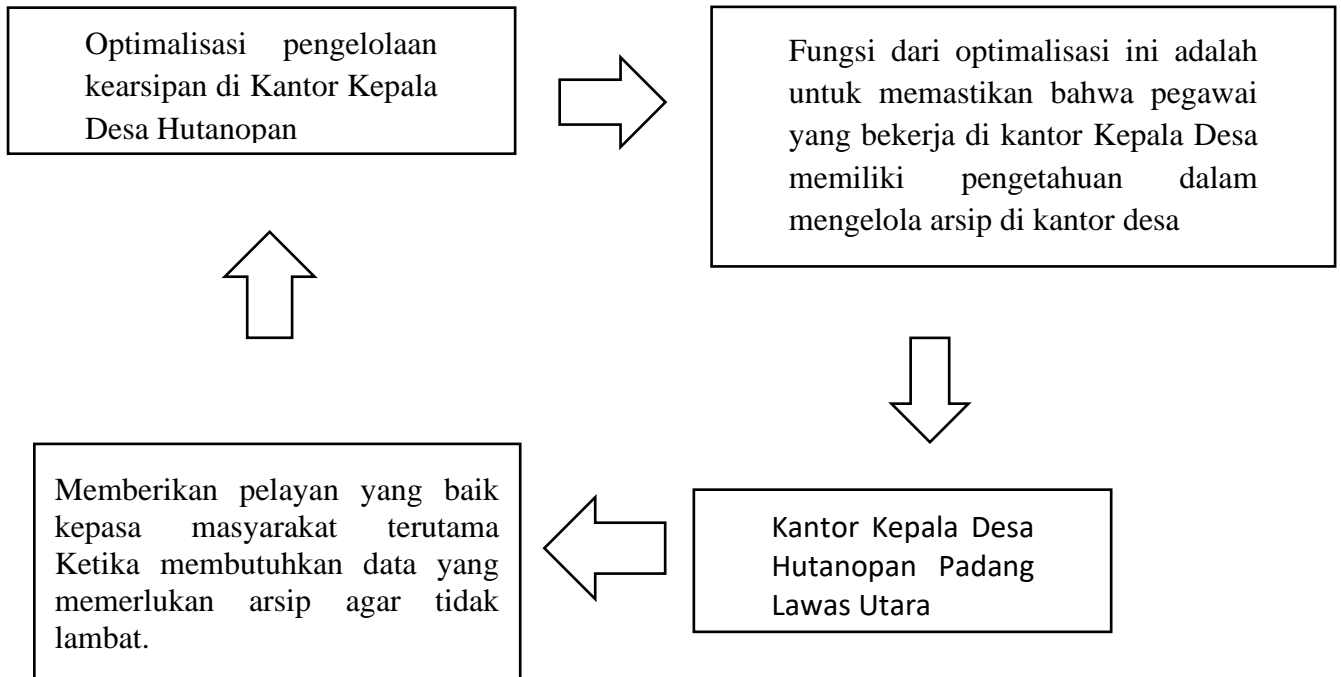 Optimalisasi pengelolaan
kearsipan di Kantor Kepala
Desa Hutanopan
Fungsi dari optimalisasi ini adalah
untuk memastikan bahwa pegawai
yang bekerja di kantor Kepala Desa
memiliki pengetahuan dalam
mengelola arsip di kantor desa
Kantor Kepala Desa
Hutanopan Padang
Lawas Utara
Memberikan pelayan yang baik
kepasa masyarakat terutama
Ketika membutuhkan data yang
memerlukan arsip agar tidak
lambat.